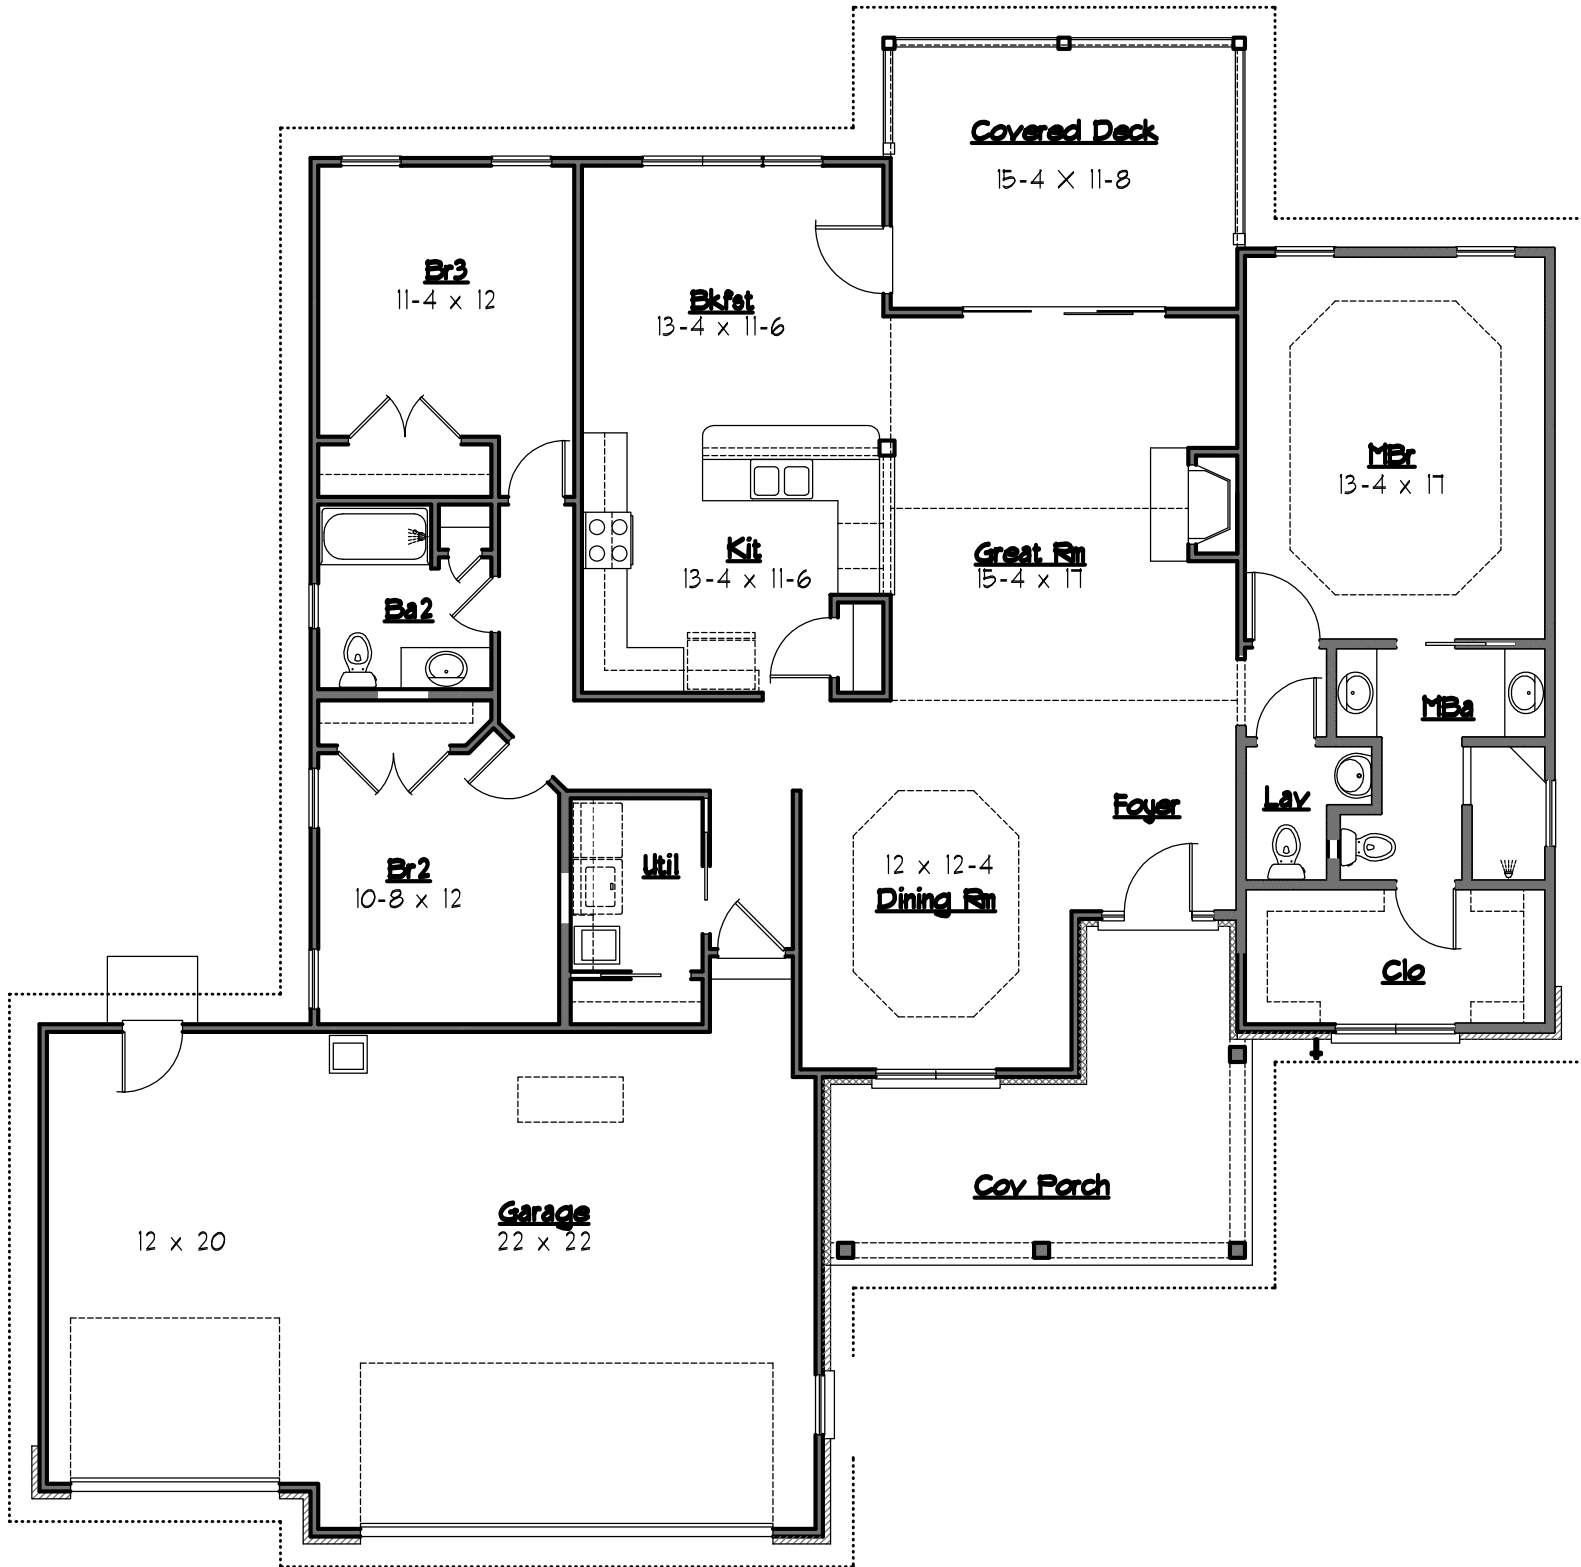 Covered Deck
15-4 X 11-8
Br3
11-4 x 12
Bkfst
13-4 x 11-6
MBr
13-4 x 17
Kit
13-4 x 11-6
Great Rm
15-4 x 17
Ba2
MBa
Lav
Foyer
Util
Br2
10-8 x 12
12 x 12-4
Dining Rm
Clo
Cov Porch
Garage
22 x 22
12 x 20